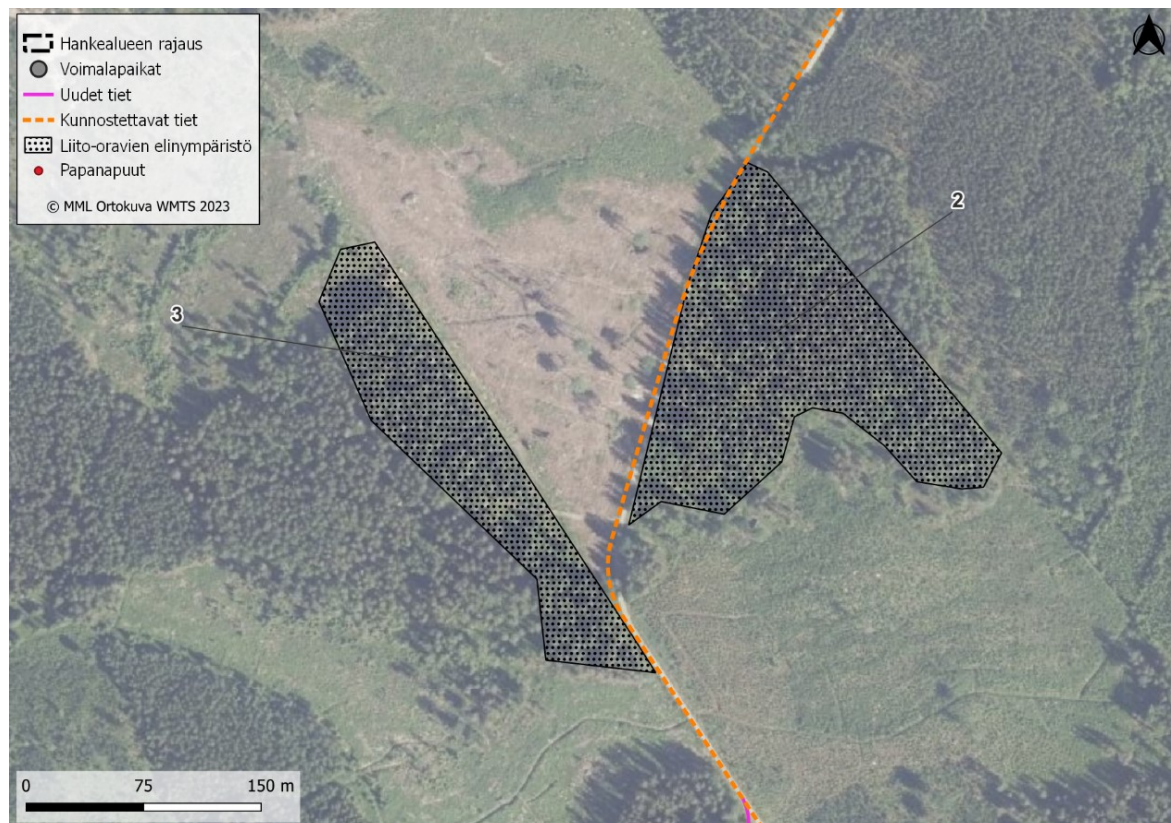 Hankealueen rajaus
Voimalapaikat
Uudet tiet
Kunnostettavat tiet
Liito-oravien elinympäristö
Papanapuut
© MML Ortokuva WMTS 2023
2
3
0 75 150 m